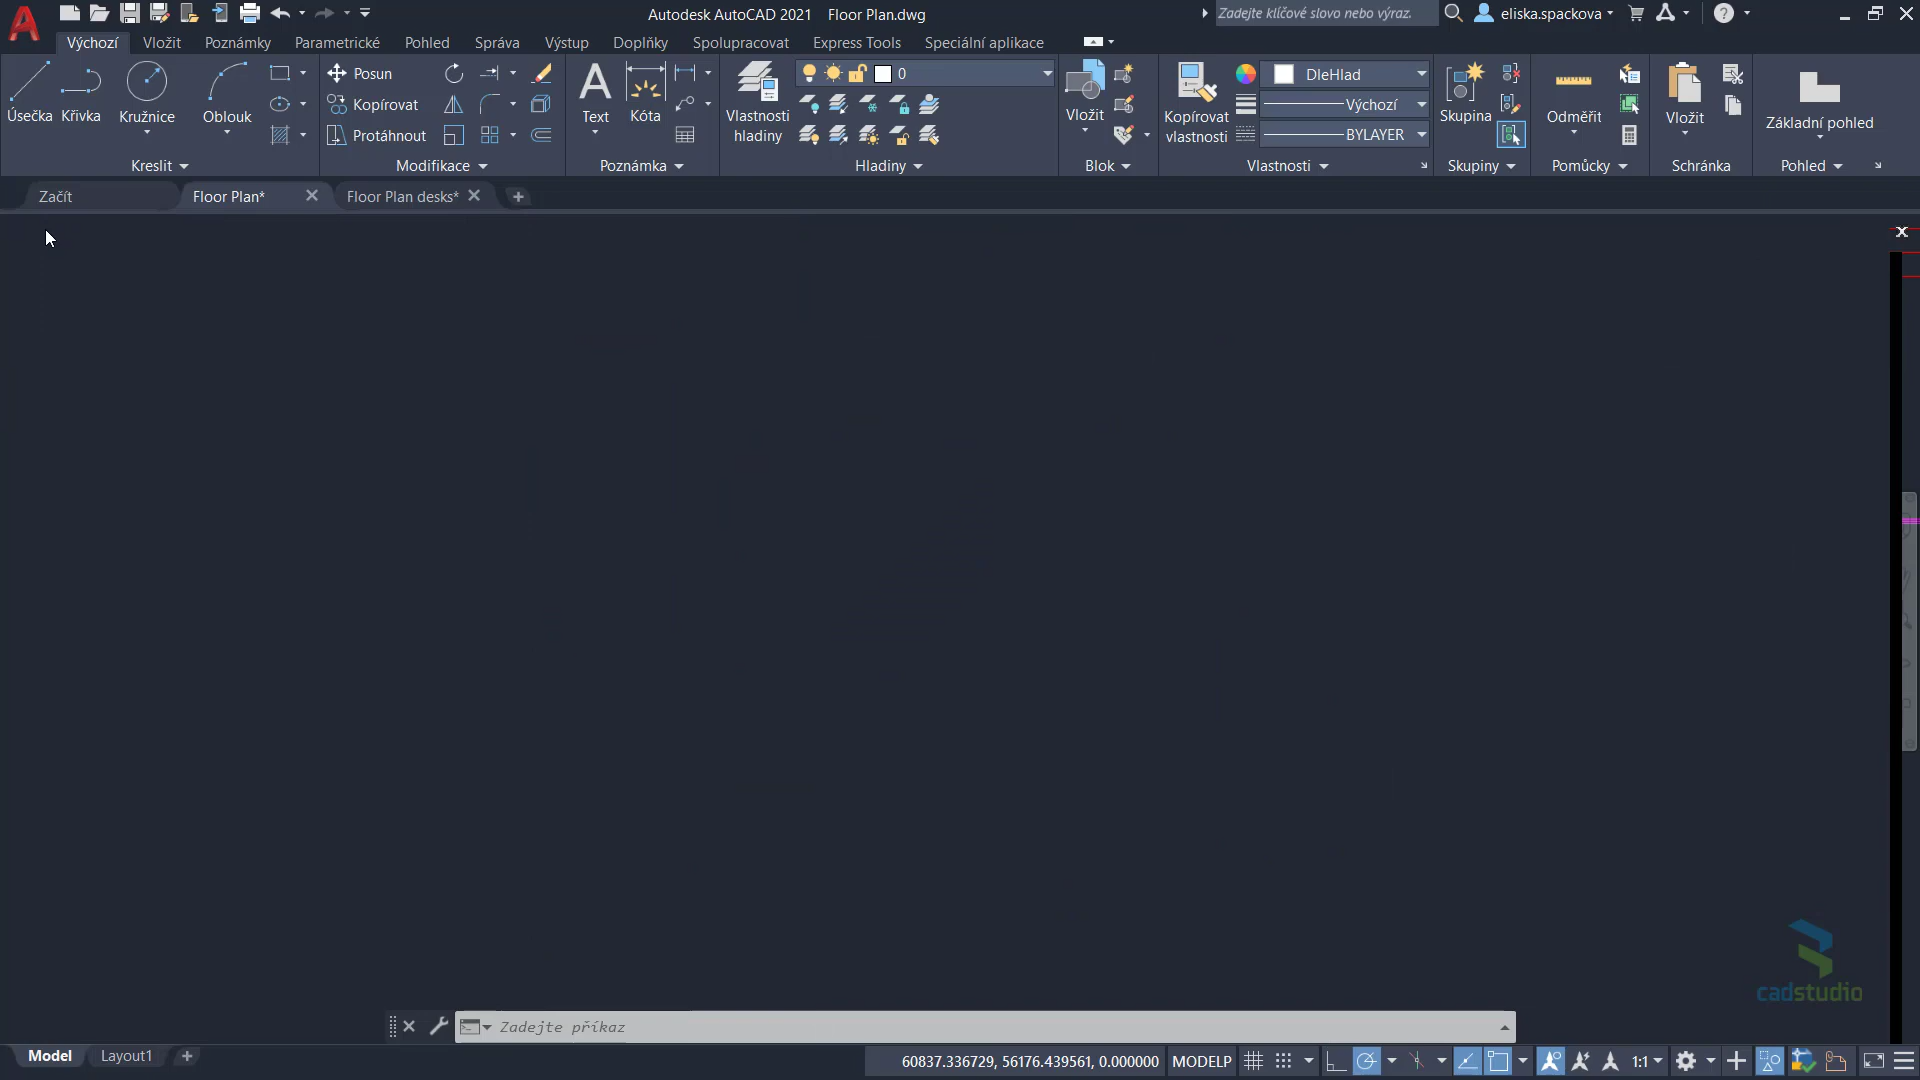 Autodesk AutoCAD 2021 Floor Plan.dwg
Zadejte klíčové slovo nebo výraz.
eliska.spackova
Výchozí Vložit Poznámky Parametrické Pohled Správa Výstup Doplňky Spolupracovat Express Tools Speciální aplikace
Úsečka Křivka Kružnice Oblouk
Kreslit
Posun
Kopírovat
Protáhnout
Modifikace
Text Kóta
Poznámka
Vlastnosti
hladiny
0
Hladiny
Vložit
Blok
Kopírovat
vlastnosti
DleHlad
Výchozí
BYLAYER
Vlastnosti
Skupina
Skupiny
Odměřit
Pomůcky
Vložit
Schránka
Základní pohled
Pohled
Začít Floor Plan* Floor Plan desks*
cadstudio
Zadejte příkaz
Model Layout1
60837.336729, 56176.439561, 0.000000 MODELP 1:1